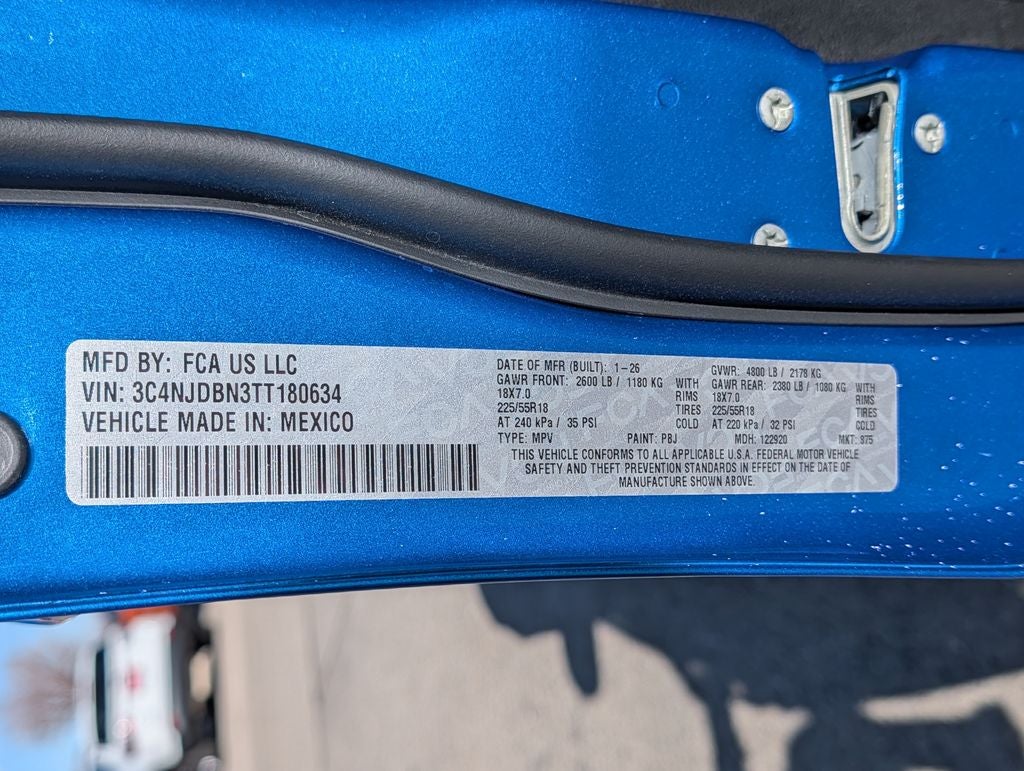 MFD BY: FCA US LLC
VIN: 3C4NJDBN3TT180634
VEHICLE MADE IN: MEXICO
DATE OF MFR (BUILT): 1-26 GVWR: 4800 LB / 2178 KG
GAWR FRONT: 2600 LB / 1180 KG WITH GAWR REAR: 2380 LB / 1080 KG WITH
18X7.0 RIMS 18X7.0 RIMS
225/55R18 TIRES 225/55R18 TIRES
AT 240 kPa / 35 PSI COLD AT 220 kPa / 32 PSI COLD
TYPE: MPV PAINT: PBJ MDH: 122920 MKT: 975
THIS VEHICLE CONFORMS TO ALL APPLICABLE U.S.A. FEDERAL MOTOR VEHICLE
SAFETY AND THEFT PREVENTION STANDARDS IN EFFECT ON THE DATE OF
MANUFACTURE SHOWN ABOVE.